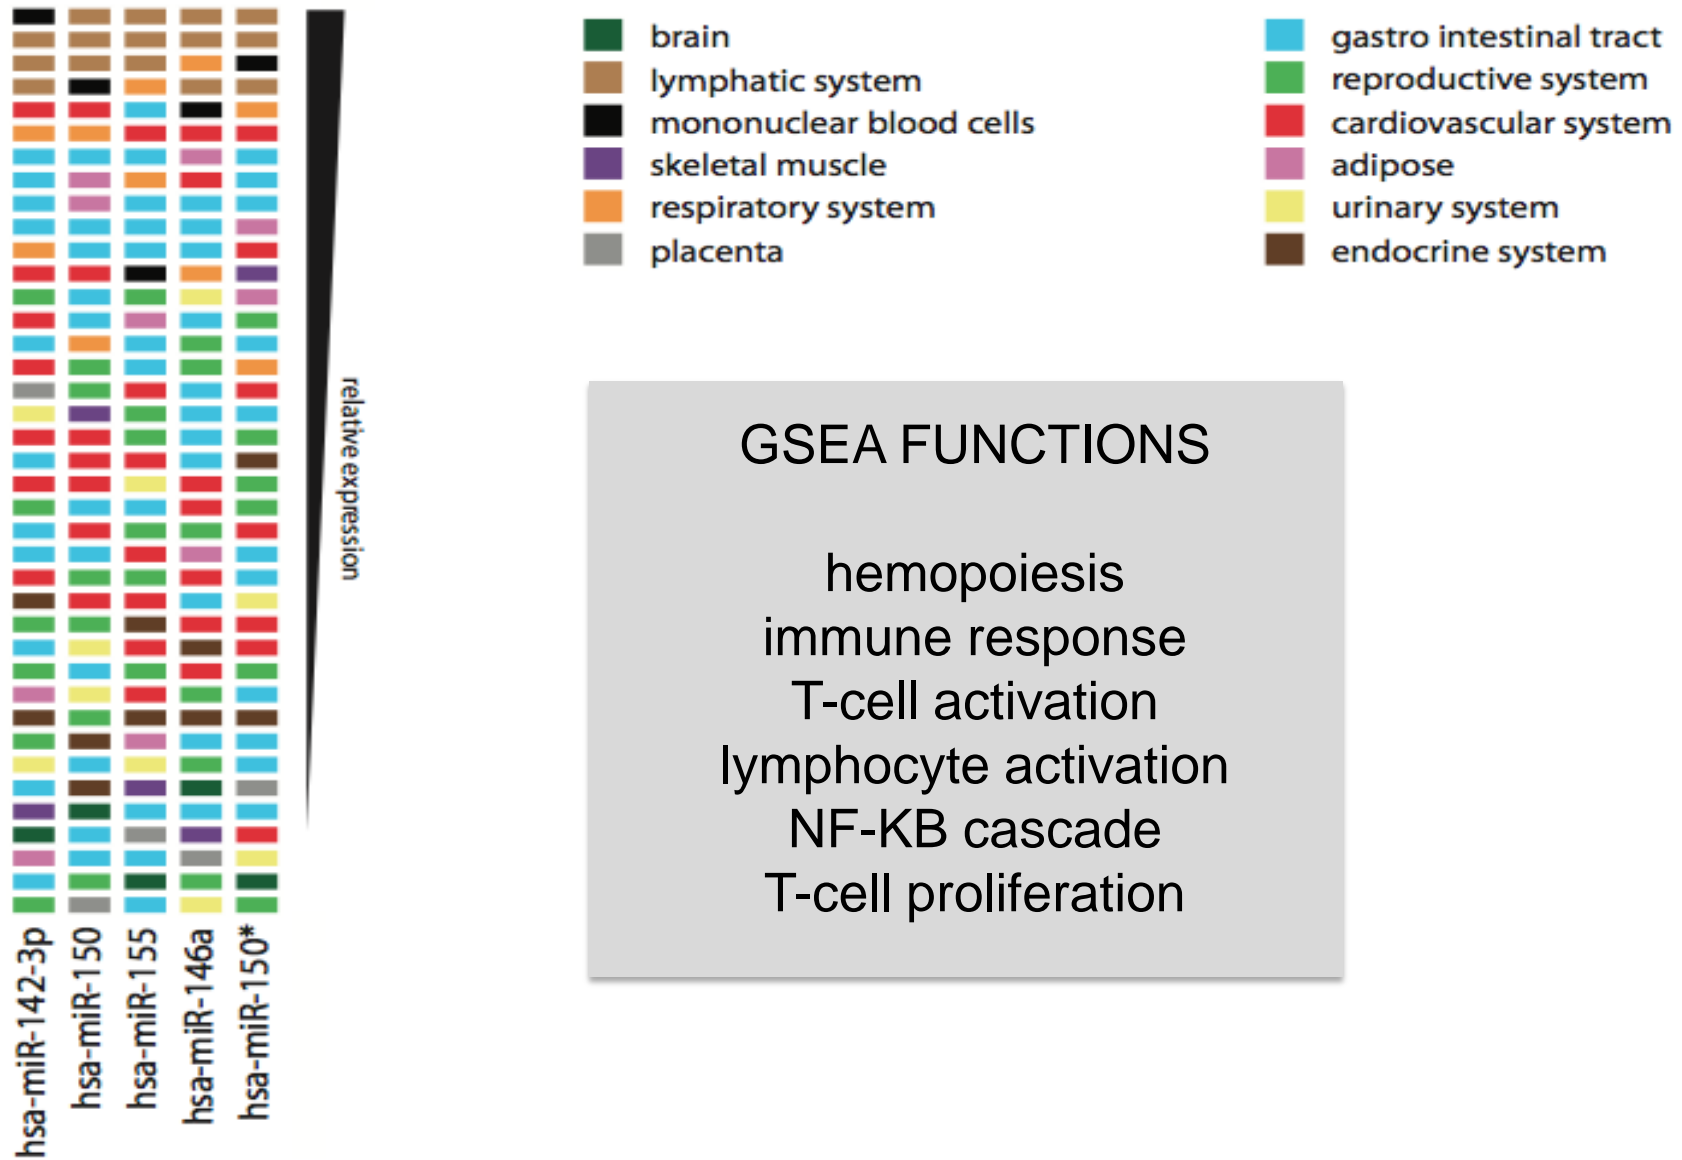 brain
lymphatic system
mononuclear blood cells
skeletal muscle
respiratory system
placenta
gastro intestinal tract
reproductive system
cardiovascular system
adipose
urinary system
endocrine system
relative expression
GSEA FUNCTIONS
hemopoiesis
immune response
T-cell activation
lymphocyte activation
NF-KB cascade
T-cell proliferation
hsa-miR-142-3p
hsa-miR-150
hsa-miR-155
hsa-miR-146a
hsa-miR-150*